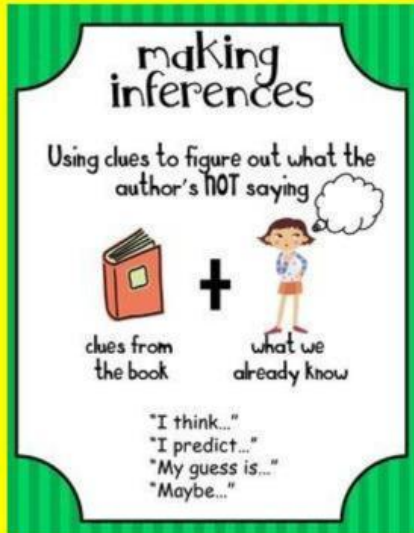 making
inferences
Using clues to figure out what the
author's NOT saying
+
clues from
the book
what we
already know
"I think..."
"I predict..."
"My guess is..."
"Maybe..."